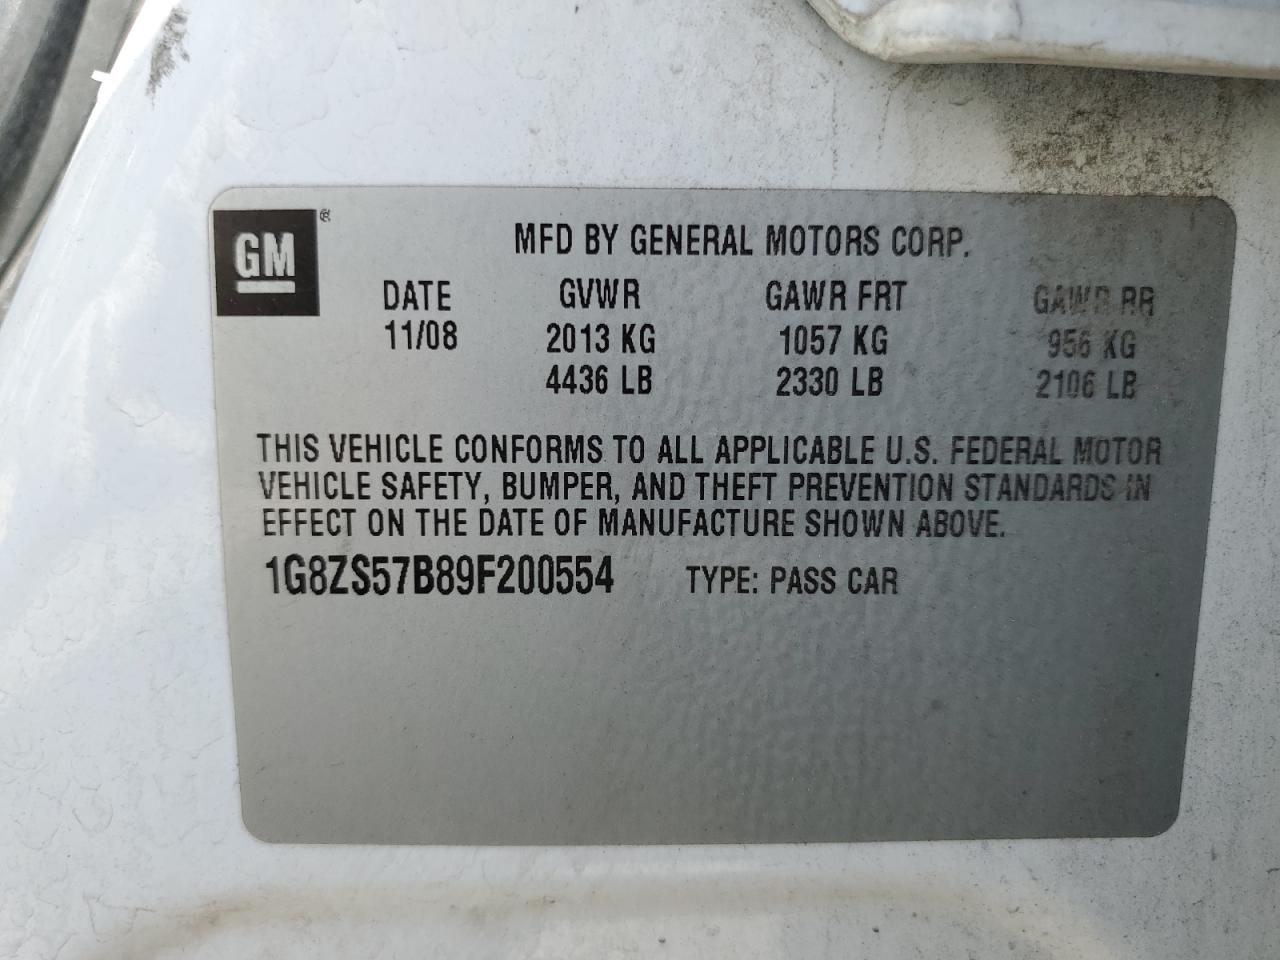 GM ®
MFD BY GENERAL MOTORS CORP.
DATE GVWR GAWR FRT GAWR RR
11/08 2013 KG 1057 KG 956 KG
4436 LB 2330 LB 2106 LB
THIS VEHICLE CONFORMS TO ALL APPLICABLE U.S. FEDERAL MOTOR
VEHICLE SAFETY, BUMPER, AND THEFT PREVENTION STANDARDS IN
EFFECT ON THE DATE OF MANUFACTURE SHOWN ABOVE.
1G8ZS57B89F200554 TYPE: PASS CAR